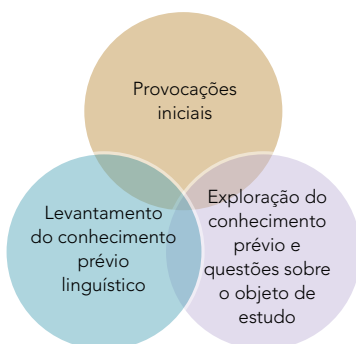 Provocações
iniciais
Levantamento
do conhecimento
prévio
linguístico
Exploração do
conhecimento
prévio e
questões sobre
o objeto de
estudo